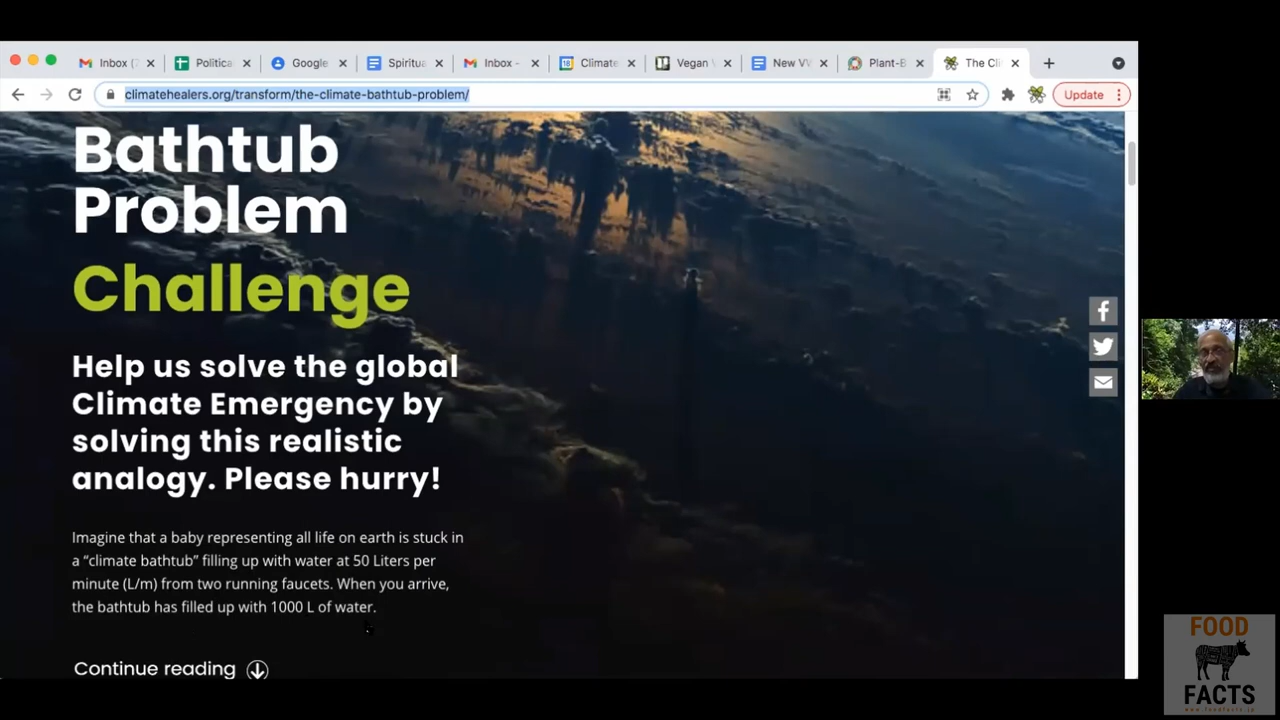 Inbox (
Politica
Google
Spiritua
Inbox -
Climate
Vegan
New VV
Plant-B
The Cli
climatehealers.org/transform/the-climate-bathtub-problem/
Update
Bathtub
Problem
Challenge
Help us solve the global
Climate Emergency by
solving this realistic
analogy. Please hurry!
Imagine that a baby representing all life on earth is stuck in
a “climate bathtub” filling up with water at 50 Liters per
minute (L/m) from two running faucets. When you arrive,
the bathtub has filled up with 1000 L of water.
Continue reading
FOOD
FACTS